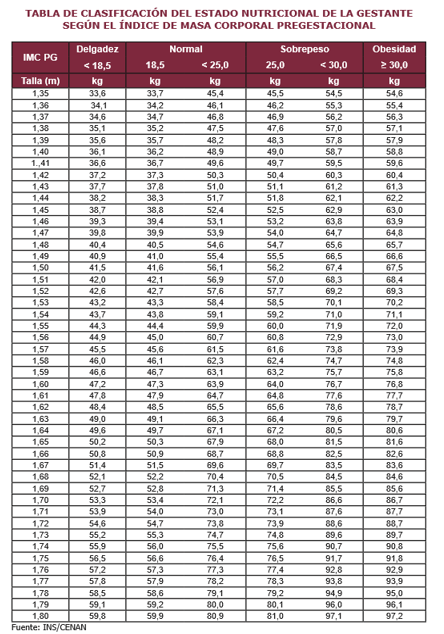 TABLA DE CLASIFICACIÓN DEL ESTADO NUTRICIONAL DE LA GESTANTE
SEGÚN EL ÍNDICE DE MASA CORPORAL PREGESTACIONAL
IMC PG Delgadez Normal Sobrepeso Obesidad
< 18,5 18,5 < 25,0 25,0 < 30,0 ≥ 30,0
Talla (m) kg kg kg kg kg kg
1,35 33,6 33,7 45,4 45,5 54,5 54,6
1,36 34,1 34,2 46,1 46,2 55,3 55,4
1,37 34,6 34,7 46,8 46,9 56,2 56,3
1,38 35,1 35,2 47,5 47,6 57,0 57,1
1,39 35,6 35,7 48,2 48,3 57,8 57,9
1,40 36,1 36,2 48,9 49,0 58,7 58,8
1.,41 36,6 36,7 49,6 49,7 59,5 59,6
1,42 37,2 37,3 50,3 50,4 60,3 60,4
1,43 37,7 37,8 51,0 51,1 61,2 61,3
1,44 38,2 38,3 51,7 51,8 62,1 62,2
1,45 38,7 38,8 52,4 52,5 62,9 63,0
1,46 39,3 39,4 53,1 53,2 63,8 63,9
1,47 39,8 39,9 53,9 54,0 64,7 64,8
1,48 40,4 40,5 54,6 54,7 65,6 65,7
1,49 40,9 41,0 55,4 55,5 66,5 66,6
1,50 41,5 41,6 56,1 56,2 67,4 67,5
1,51 42,0 42,1 56,9 57,0 68,3 68,4
1,52 42,6 42,7 57,6 57,7 69,2 69,3
1,53 43,2 43,3 58,4 58,5 70,1 70,2
1,54 43,7 43,8 59,1 59,2 71,0 71,1
1,55 44,3 44,4 59,9 60,0 71,9 72,0
1,56 44,9 45,0 60,7 60,8 72,9 73,0
1,57 45,5 45,6 61,5 61,6 73,8 73,9
1,58 46,0 46,1 62,3 62,4 74,7 74,8
1,59 46,6 46,7 63,1 63,2 75,7 75,8
1,60 47,2 47,3 63,9 64,0 76,7 76,8
1,61 47,8 47,9 64,7 64,8 77,6 77,7
1,62 48,4 48,5 65,5 65,6 78,6 78,7
1,63 49,0 49,1 66,3 66,4 79,6 79,7
1,64 49,6 49,7 67,1 67,2 80,5 80,6
1,65 50,2 50,3 67,9 68,0 81,5 81,6
1,66 50,8 50,9 68,7 68,8 82,5 82,6
1,67 51,4 51,5 69,6 69,7 83,5 83,6
1,68 52,1 52,2 70,4 70,5 84,5 84,6
1,69 52,7 52,8 71,3 71,4 85,5 85,6
1,70 53,3 53,4 72,1 72,2 86,6 86,7
1,71 53,9 54,0 73,0 73,1 87,6 87,7
1,72 54,6 54,7 73,8 73,9 88,6 88,7
1,73 55,2 55,3 74,7 74,8 89,6 89,7
1,74 55,9 56,0 75,5 75,6 90,7 90,8
1,75 56,5 56,6 76,4 76,5 91,7 91,8
1,76 57,2 57,3 77,3 77,4 92,8 92,9
1,77 57,8 57,9 78,2 78,3 93,8 93,9
1,78 58,5 58,6 79,1 79,2 94,9 95,0
1,79 59,1 59,2 80,0 80,1 96,0 96,1
1,80 59,8 59,9 80,9 81,0 97,1 97,2
Fuente: INS/CENAN